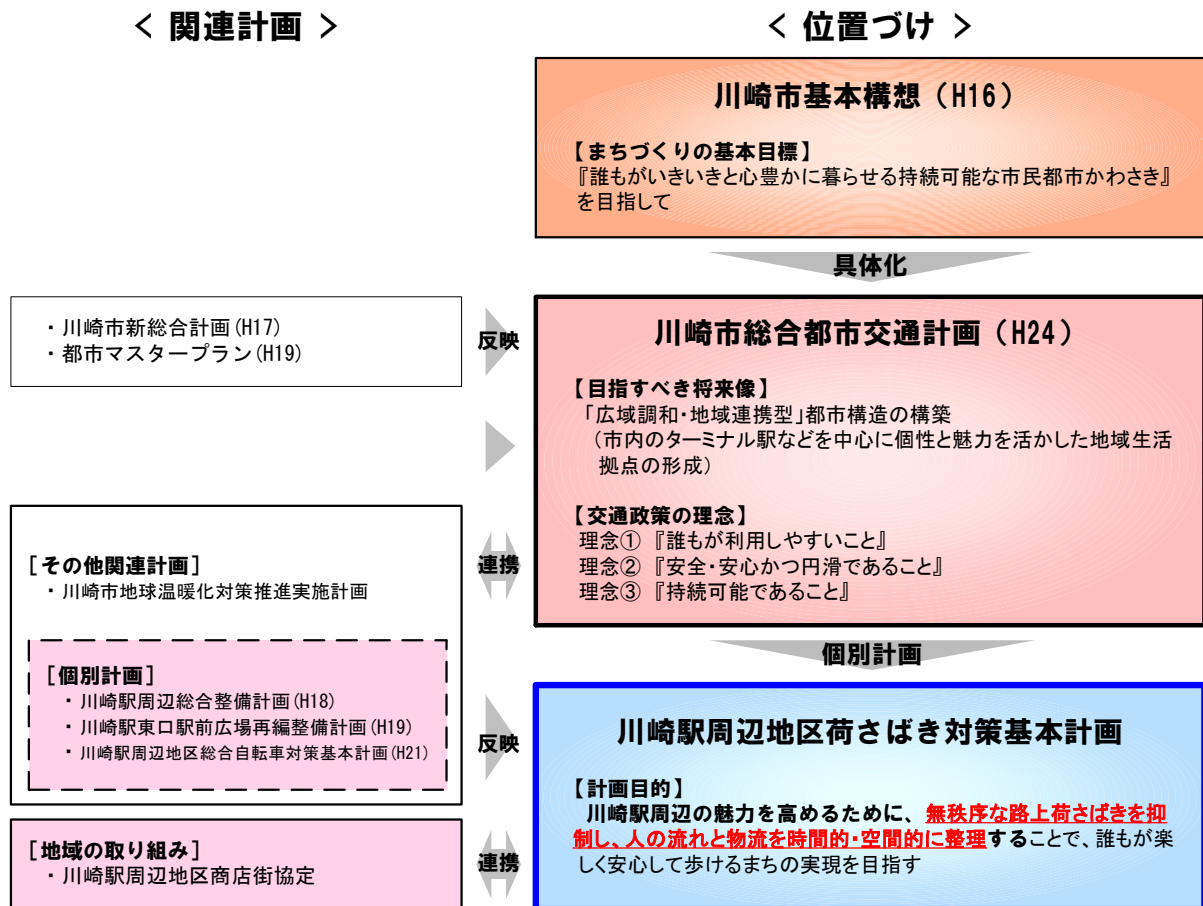 < 関連計画 >
< 位置づけ >
川崎市基本構想（H16）
【まちづくりの基本目標】
『誰もがいきいきと心豊かに暮らせる持続可能な市民都市かわさき』
を目指して
具体化
・川崎市新総合計画(H17)
・都市マスタープラン(H19)
反映
川崎市総合都市交通計画（H24）
【目指すべき将来像】
「広域調和・地域連携型」都市構造の構築
（市内のターミナル駅などを中心に個性と魅力を活かした地域生活
拠点の形成）
【交通政策の理念】
理念① 『誰もが利用しやすいこと』
理念② 『安全・安心かつ円滑であること』
理念③ 『持続可能であること』
[その他関連計画]
・川崎市地球温暖化対策推進実施計画
連携
個別計画
[個別計画]
・川崎駅周辺総合整備計画(H18)
・川崎駅東口駅前広場再編整備計画(H19)
・川崎駅周辺地区総合自転車対策基本計画(H21)
反映
川崎駅周辺地区荷さばき対策基本計画
【計画目的】
川崎駅周辺の魅力を高めるために、無秩序な路上荷さばきを抑
制し、人の流れと物流を時間的・空間的に整理することで、誰もが楽
しく安心して歩けるまちの実現を目指す
[地域の取り組み]
・川崎駅周辺地区商店街協定
連携